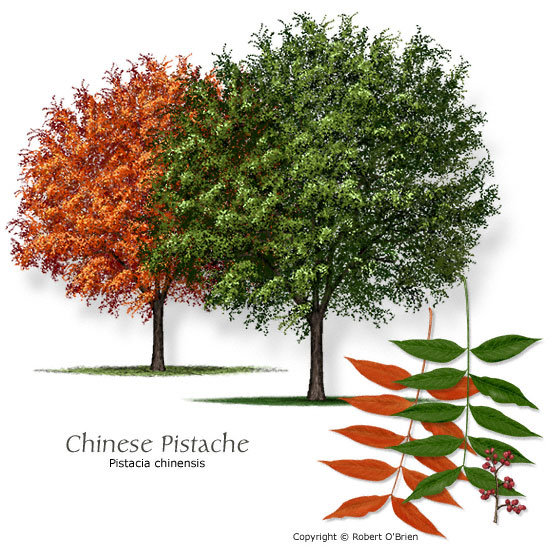 Chinese Pistache
Pistacia chinensis
Copyright © Robert O'Brien